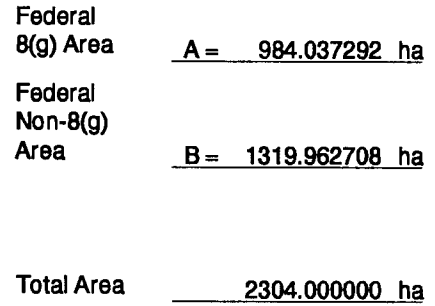 Federal
8(g) Area A = 984.037292 ha
Federal
Non-8(g)
Area B = 1319.962708 ha
Total Area 2304.000000 ha